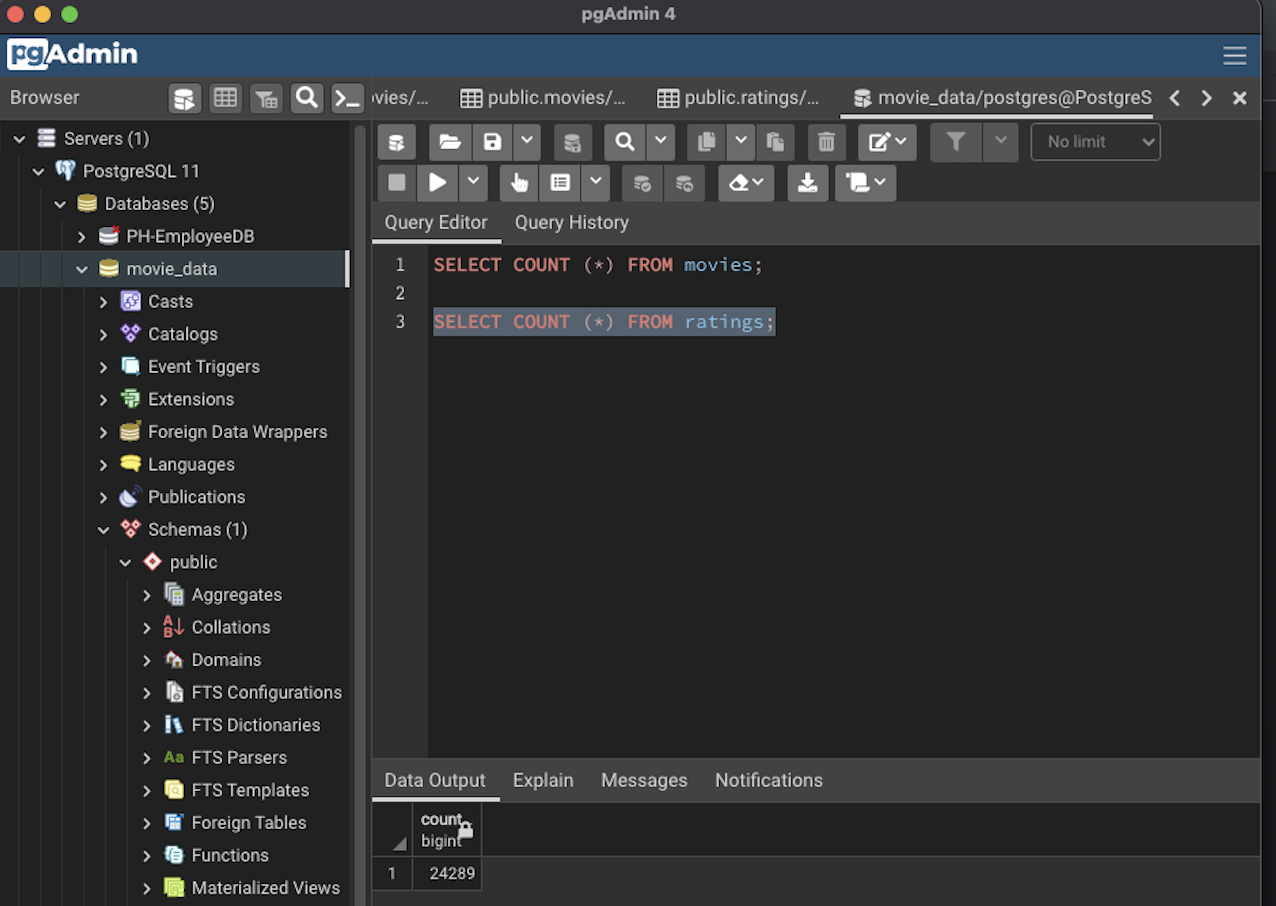 pgAdmin 4
pgAdmin
Browser
vies/... public.movies/... public.ratings/... movie_data/postgres@PostgreS
Servers (1)
No limit
PostgreSQL 11
Databases (5)
Query Editor Query History
PH-EmployeeDB
movie_data
1 SELECT COUNT (*) FROM movies;
2
3 SELECT COUNT (*) FROM ratings;
Casts
Catalogs
Event Triggers
Extensions
Foreign Data Wrappers
Languages
Publications
Schemas (1)
public
Aggregates
Collations
Domains
FTS Configurations
FTS Dictionaries
Aa FTS Parsers
FTS Templates
Foreign Tables
Functions
Materialized Views
Data Output Explain Messages Notifications
count
bigint
1 24289